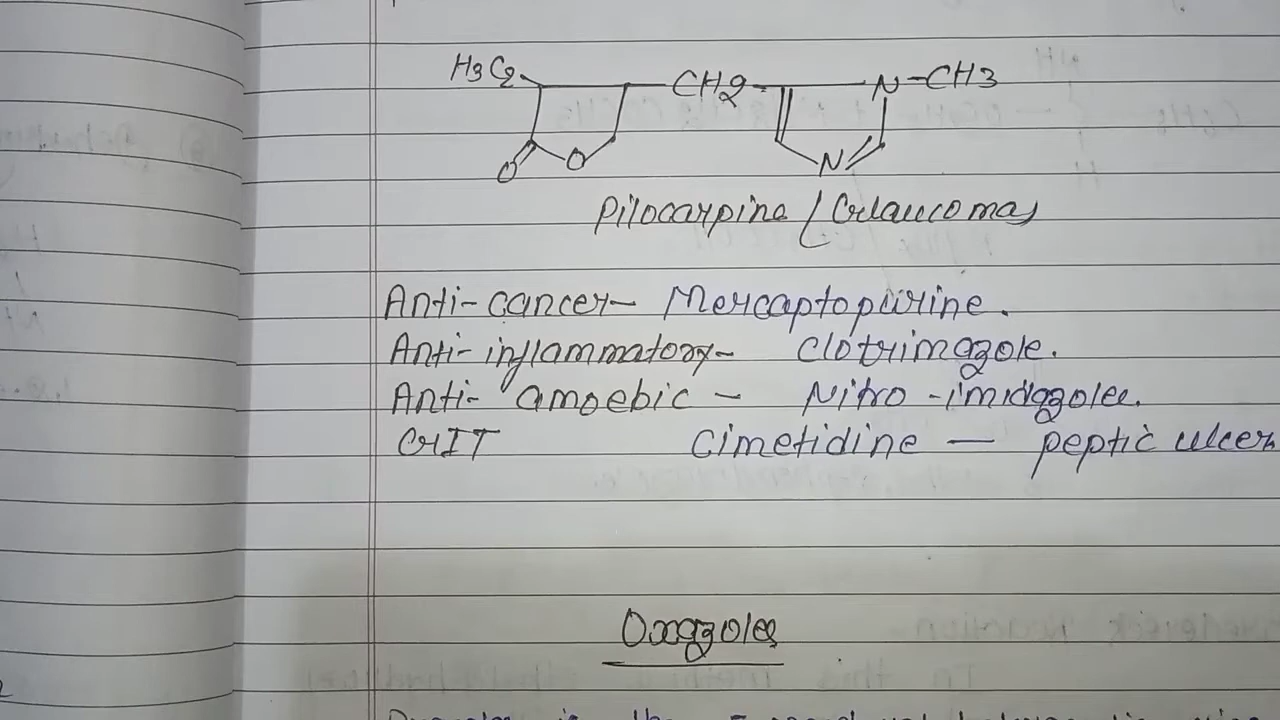 H3C2 CH2 N-CH3
O O N
Pilocarpine (Glaucoma)
Anti-cancer- Mercaptopurine.
Anti-inflammatory- Clotrimazole.
Anti-amoebic - Nitro-imidazole.
GIT Cimetidine — peptic ulcer
Oxazoles